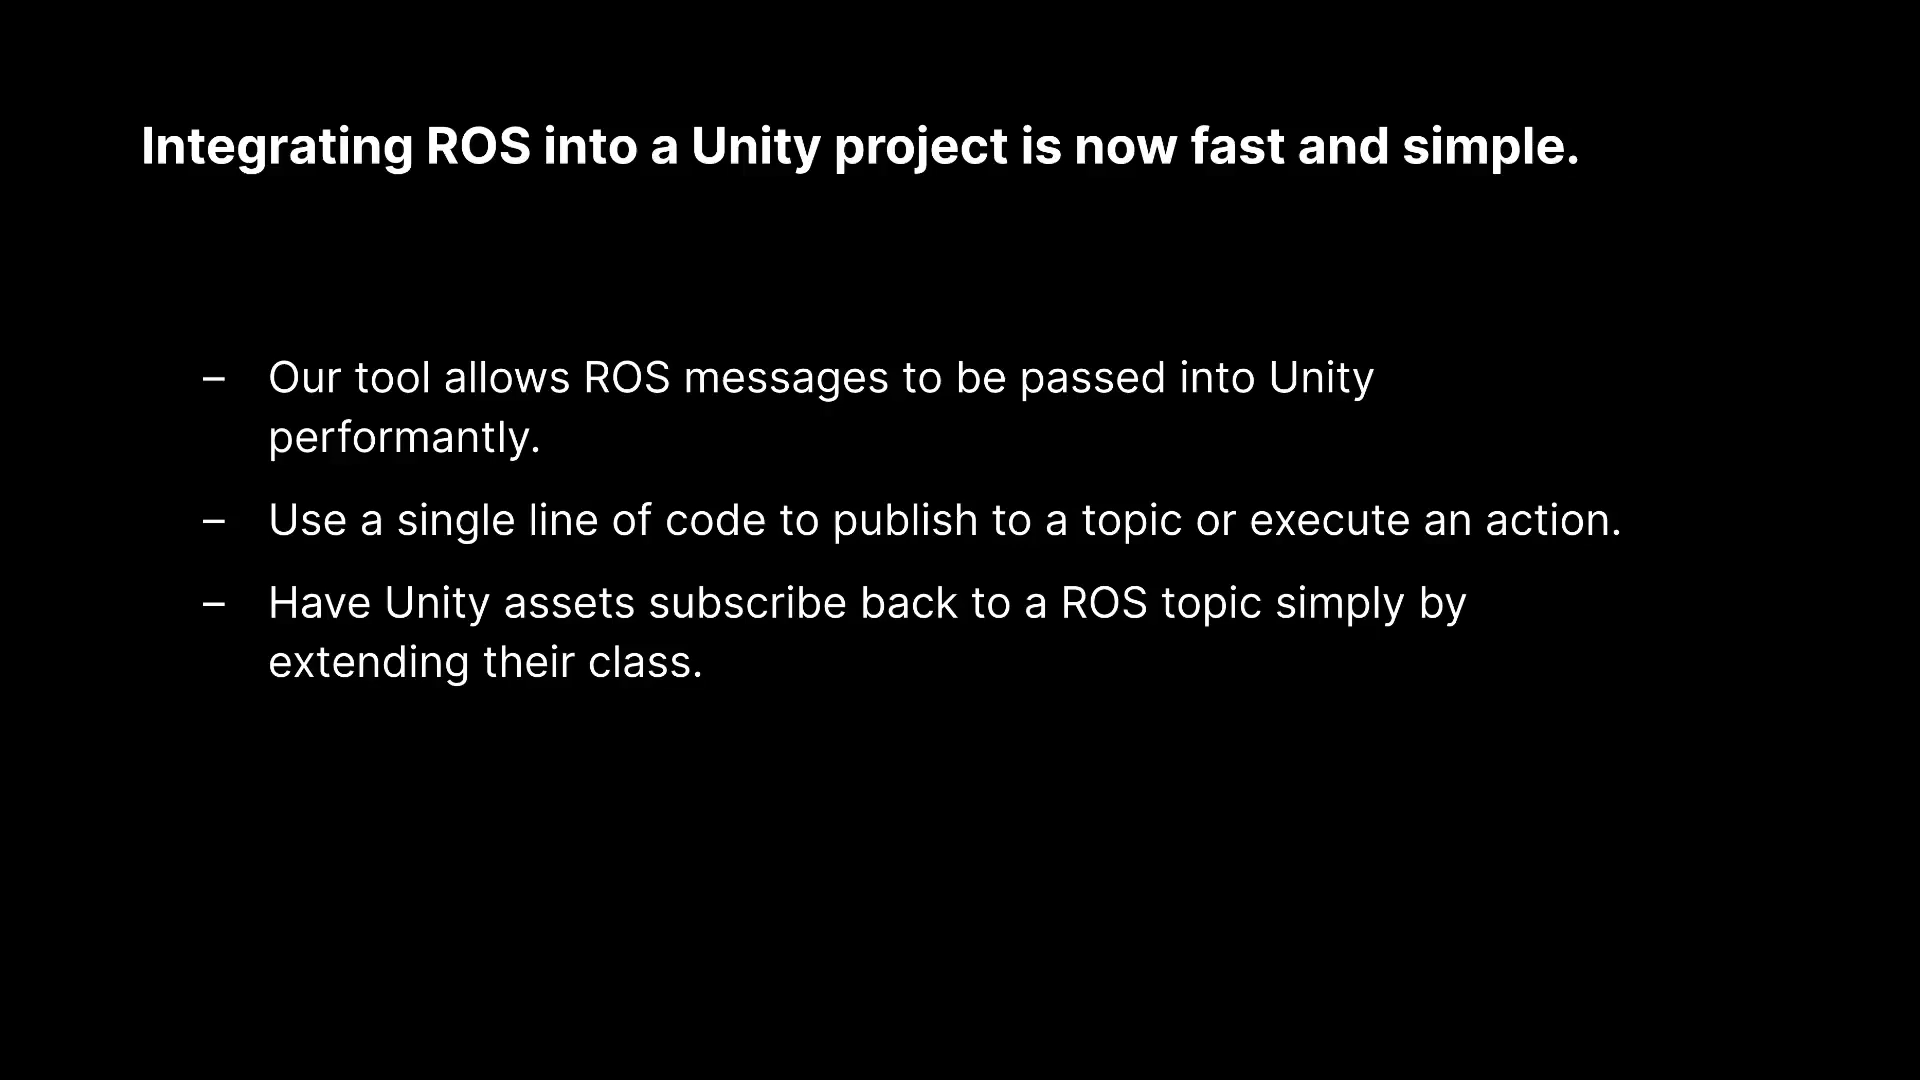 Integrating ROS into a Unity project is now fast and simple.
– Our tool allows ROS messages to be passed into Unity
performantly.
– Use a single line of code to publish to a topic or execute an action.
– Have Unity assets subscribe back to a ROS topic simply by
extending their class.